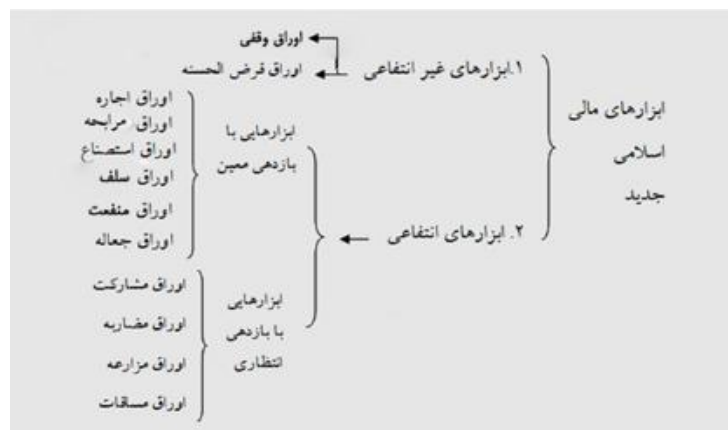 ابزارهای مالی
اسلامی
جدید
۱.ابزارهای غیر انتفاعی
اوراق وقفی
اوراق قرض الحسنه
۲. ابزارهای انتفاعی
ابزارهایی با
بازدهی معین
اوراق اجاره
اوراق مرابحه
اوراق استصناع
اوراق سلف
اوراق منفعت
اوراق جعاله
ابزارهایی
با بازدهی
انتظاری
اوراق مشارکت
اوراق مضاربه
اوراق مزارعه
اوراق مساقات